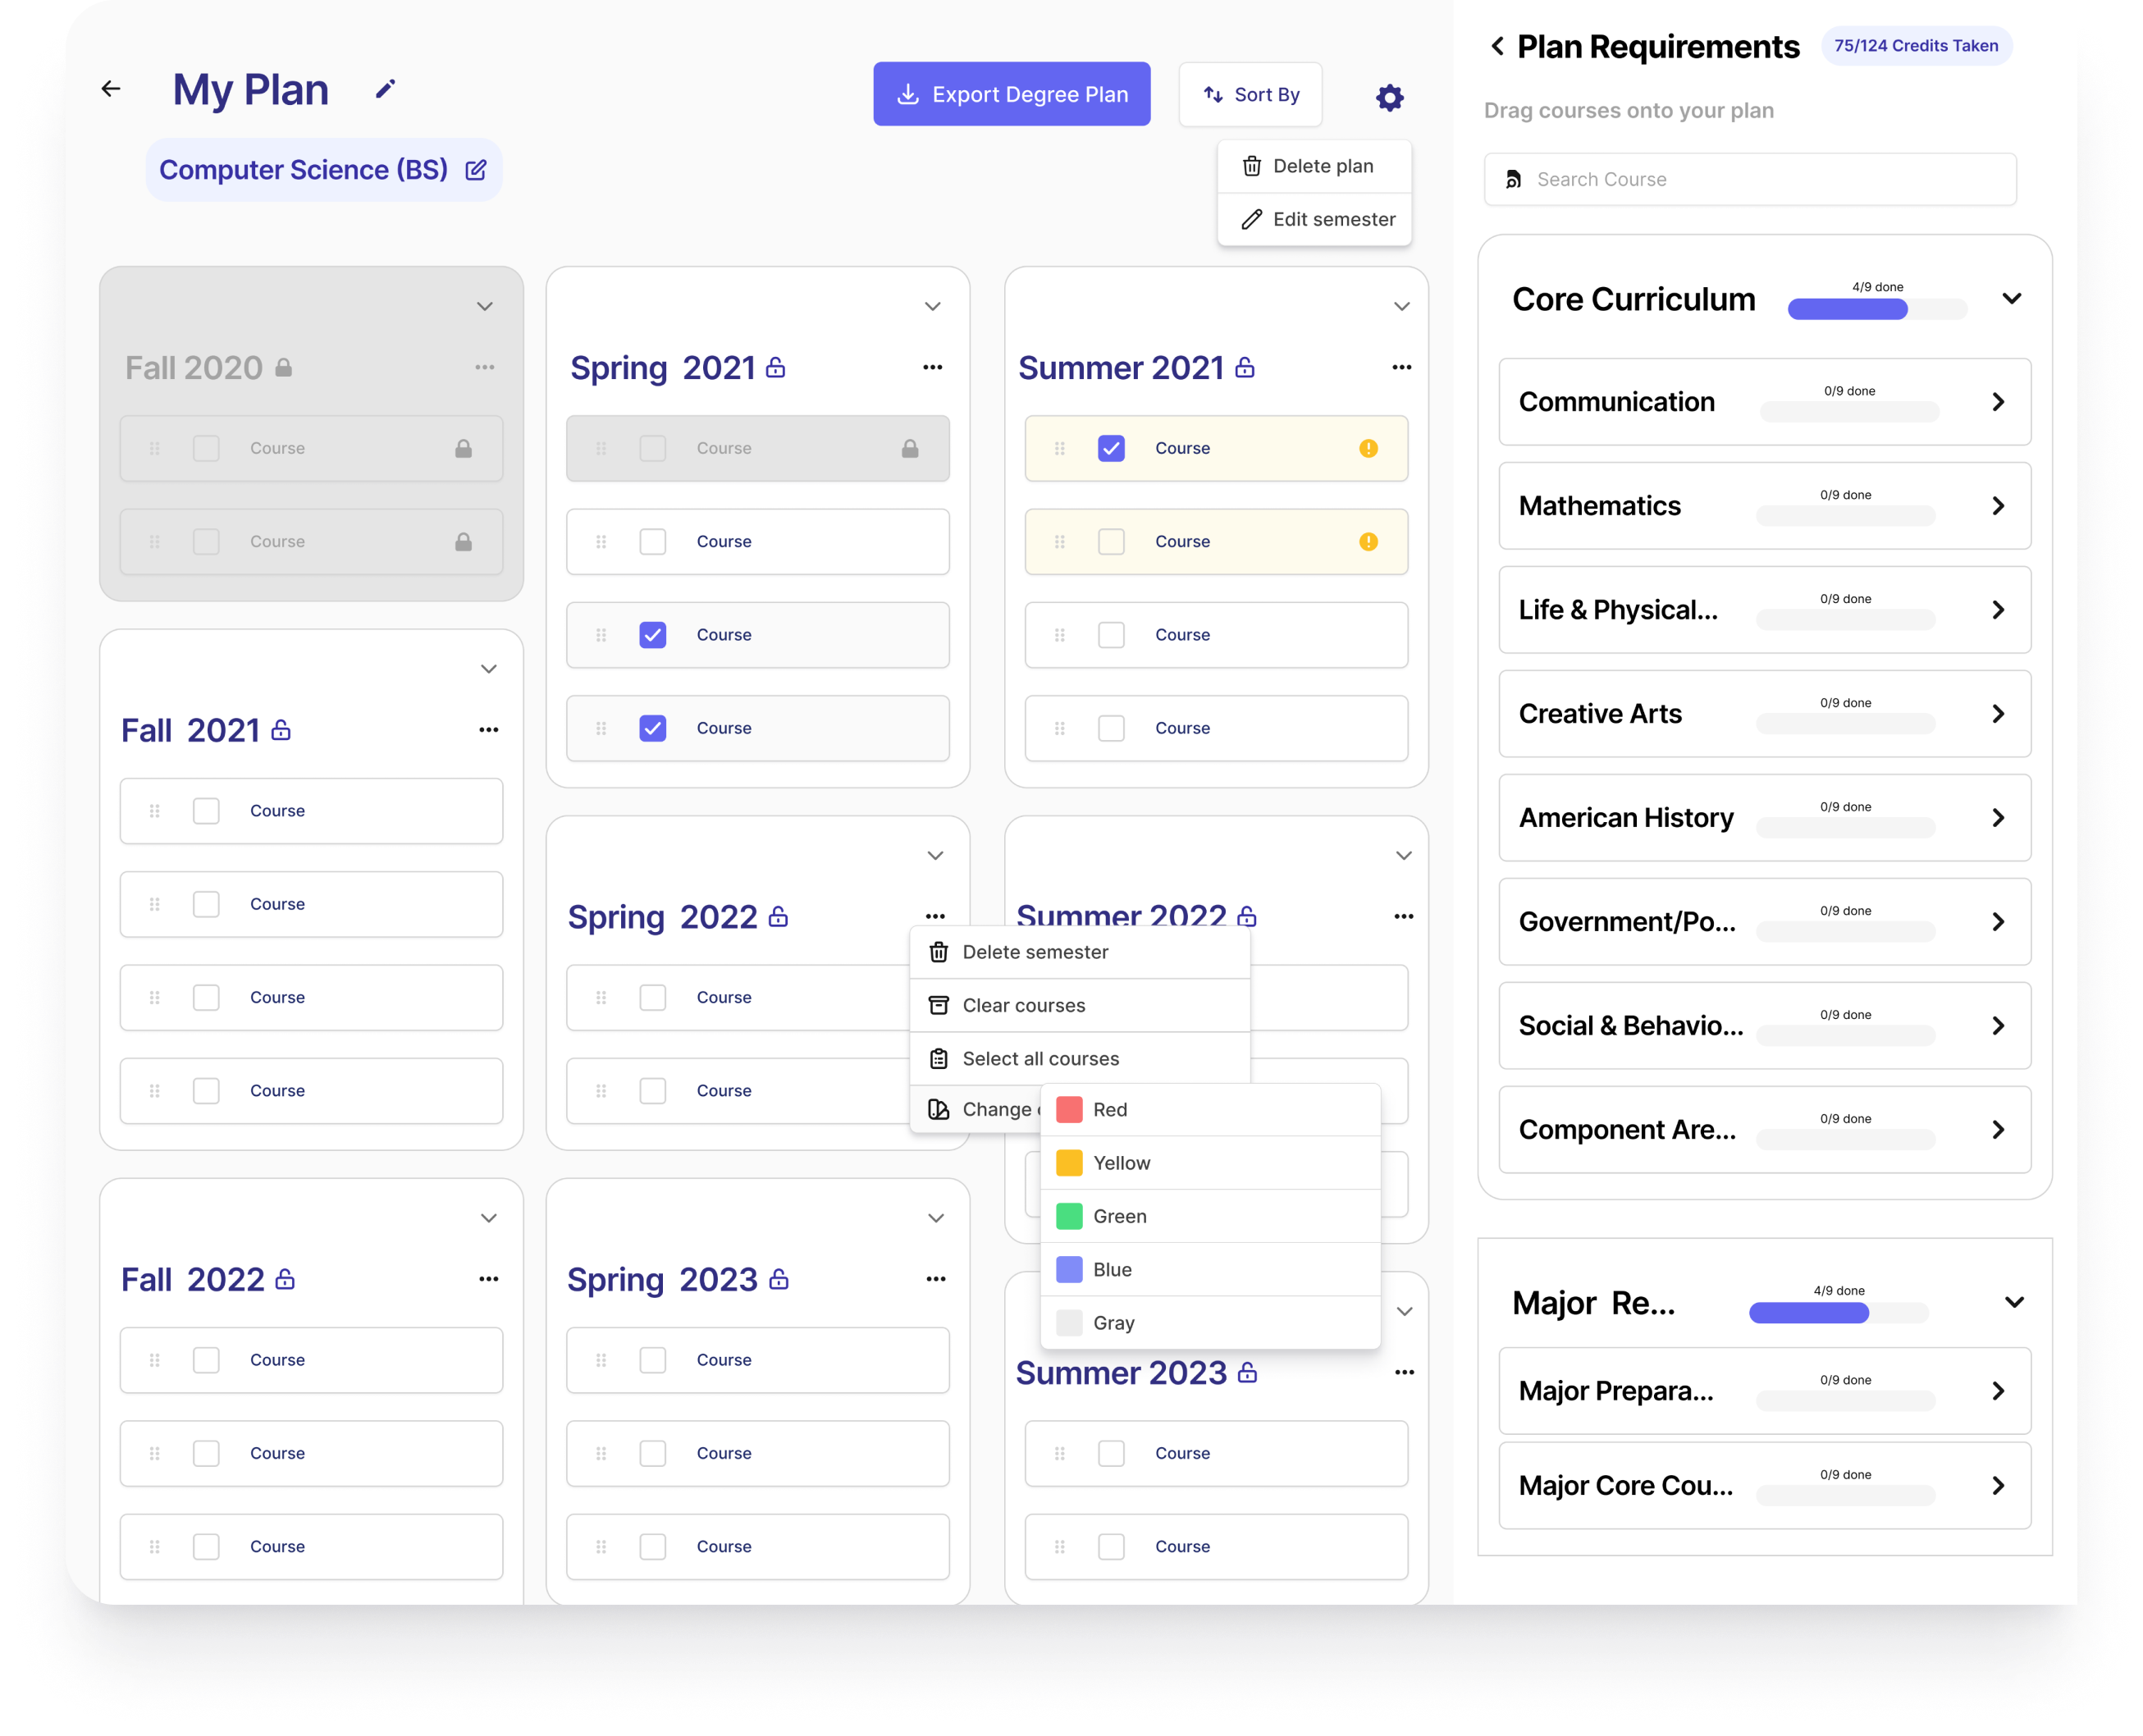 My Plan
Computer Science (BS)
Export Degree Plan
Sort By
Delete plan
Edit semester
Fall 2020
Course
Course
Fall 2021
Course
Course
Course
Course
Fall 2022
Course
Course
Course
Spring 2021
Course
Course
Course
Course
Spring 2022
Course
Course
Spring 2023
Course
Course
Course
Summer 2021
Course
Course
Course
Course
Summer 2022
Delete semester
Clear courses
Select all courses
Change
Red
Yellow
Green
Blue
Gray
Summer 2023
Course
Course
Plan Requirements
75/124 Credits Taken
Drag courses onto your plan
Search Course
Core Curriculum
4/9 done
Communication
0/9 done
Mathematics
0/9 done
Life & Physical...
0/9 done
Creative Arts
0/9 done
American History
0/9 done
Government/Po...
0/9 done
Social & Behavio...
0/9 done
Component Are...
0/9 done
Major Re...
4/9 done
Major Prepara...
0/9 done
Major Core Cou...
0/9 done